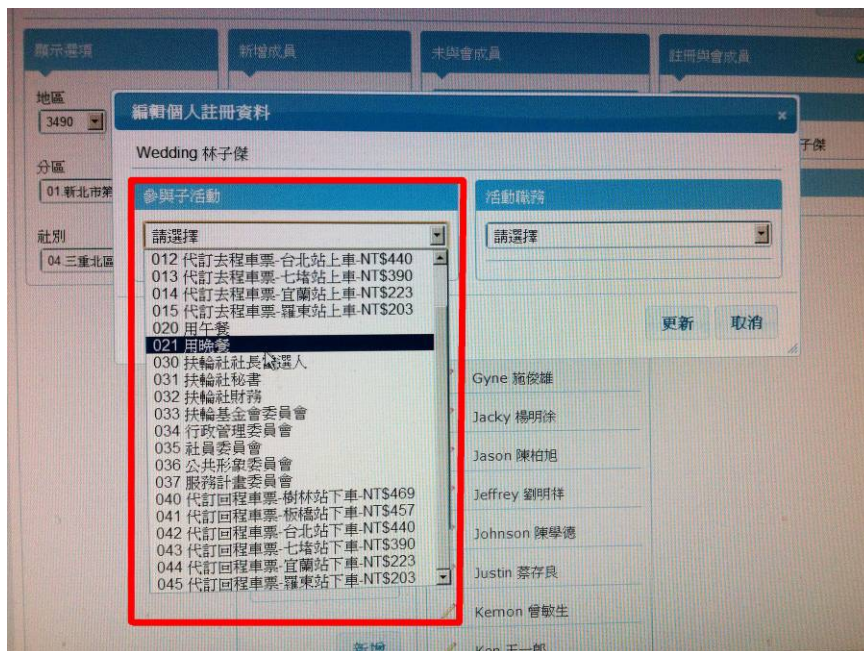 顯示選項
新增成員
未與會成員
註冊與會成員
地區
3490
編輯個人註冊資料
×
子傑
Wedding 林子傑
分區
01.新北市第
參與子活動
活動職務
社別
04.三重北區
請選擇
請選擇
012 代訂去程車票-台北站上車-NT$440
013 代訂去程車票-七堵站上車-NT$390
014 代訂去程車票-宜蘭站上車-NT$223
015 代訂去程車票-羅東站上車-NT$203
020 用午餐
021 用晚餐
更新
取消
030 扶輪社社長
選人
031 扶輪社秘書
032 扶輪社財務
033 扶輪基金會委員會
034 行政管理委員會
035 社員委員會
036 公共形象委員會
037 服務計畫委員會
040 代訂回程車票-樹林站下車-NT$469
041 代訂回程車票-板橋站下車-NT$457
042 代訂回程車票-台北站下車-NT$440
043 代訂回程車票-七堵站下車-NT$390
044 代訂回程車票-宜蘭站下車-NT$223
045 代訂回程車票-羅東站下車-NT$203
Gyne 施俊雄
Jacky 楊明涂
Jason 陳柏旭
Jeffrey 劉明祥
Johnson 陳學德
Justin 蔡存良
Kemon 曾敏生
新增
Ken 王一郎